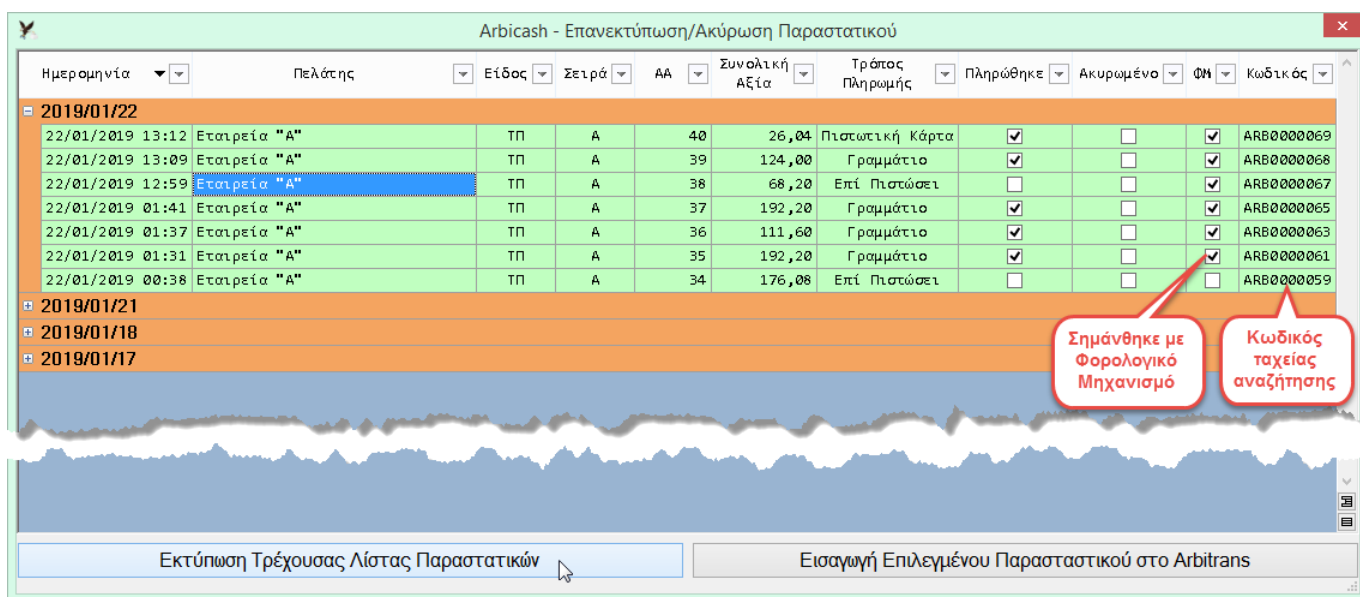 Arbicash - Επανεκτύπωση/Ακύρωση Παραστατικού
Ημερομηνία Πελάτης Είδος Σειρά ΑΑ Συνολική Αξία Τρόπος Πληρωμής Πληρώθηκε Ακυρωμένο ΦΜ Κωδικός
2019/01/22
22/01/2019 13:12 Εταιρεία "Α" ΤΠ Α 40 26,04 Πιστωτική Κάρτα ARB0000069
22/01/2019 13:09 Εταιρεία "Α" ΤΠ Α 39 124,00 Γραμμάτιο ARB0000068
22/01/2019 12:59 Εταιρεία "Α" ΤΠ Α 38 68,20 Επί Πιστώσει ARB0000067
22/01/2019 01:41 Εταιρεία "Α" ΤΠ Α 37 192,20 Γραμμάτιο ARB0000065
22/01/2019 01:37 Εταιρεία "Α" ΤΠ Α 36 111,60 Γραμμάτιο ARB0000063
22/01/2019 01:31 Εταιρεία "Α" ΤΠ Α 35 192,20 Γραμμάτιο ARB0000061
22/01/2019 00:38 Εταιρεία "Α" ΤΠ Α 34 176,08 Επί Πιστώσει ARB0000059
2019/01/21
2019/01/18
2019/01/17
Σημάνθηκε με
Φορολογικό
Μηχανισμό
Κωδικός
ταχείας
αναζήτησης
Εκτύπωση Τρέχουσας Λίστας Παραστατικών
Εισαγωγή Επιλεγμένου Παρασταστικού στο Arbitrans